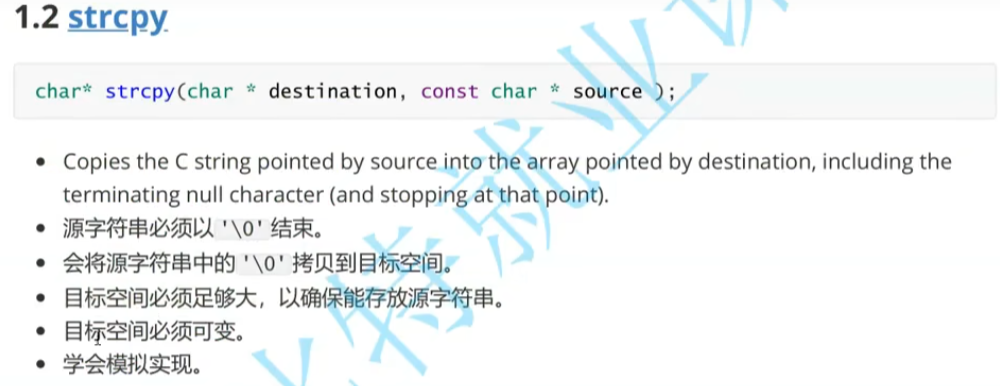 1.2 strcpy
char* strcpy(char * destination, const char * source );
Copies the C string pointed by source into the array pointed by destination, including the
terminating null character (and stopping at that point).
源字符串必须以 '\0' 结束。
会将源字符串中的 '\0' 拷贝到目标空间。
目标空间必须足够大，以确保能存放源字符串。
目标空间必须可变。
学会模拟实现。
特就业